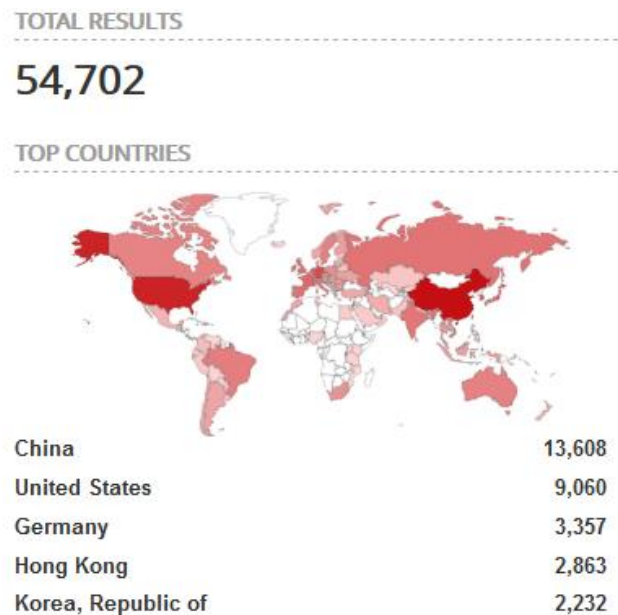 TOTAL RESULTS
54,702
TOP COUNTRIES
China 13,608
United States 9,060
Germany 3,357
Hong Kong 2,863
Korea, Republic of 2,232